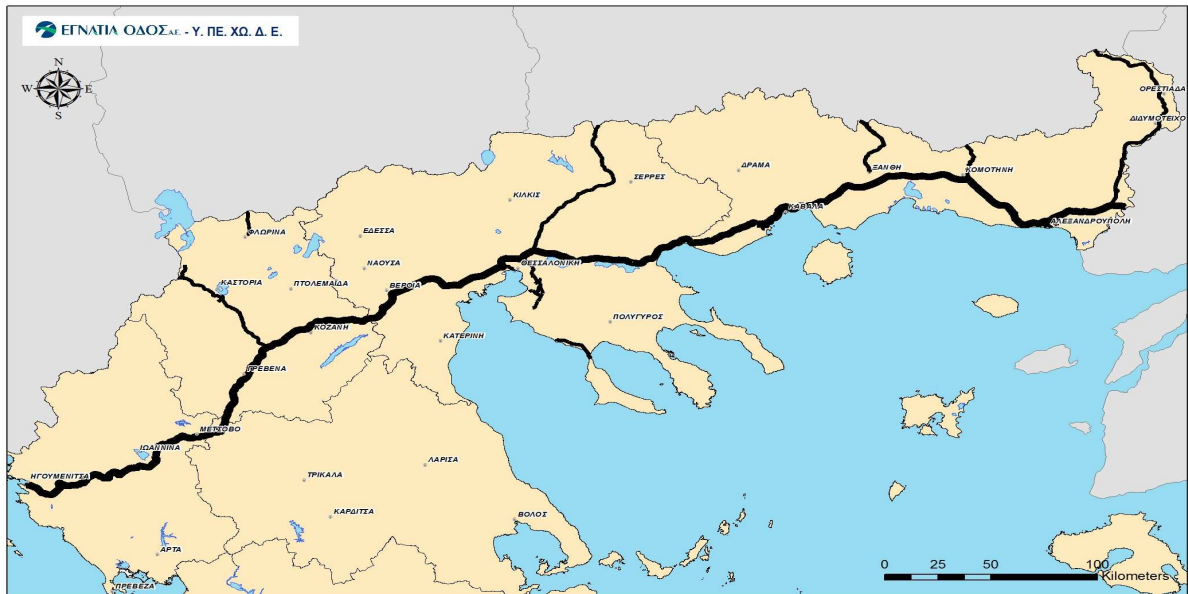 ΕΓΝΑΤΙΑ ΟΔΟΣ Α.Ε. - Υ. ΠΕ. ΧΩ. Δ. Ε.
N
W E
S
ΟΡΕΣΤΙΑΔΑ
ΔΙΔΥΜΟΤΕΙΧΟ
ΔΡΑΜΑ
ΞΑΝΘΗ
ΚΟΜΟΤΗΝΗ
ΣΕΡΡΕΣ
ΚΙΛΚΙΣ
ΚΑΒΑΛΑ
ΑΛΕΞΑΝΔΡΟΥΠΟΛΗ
ΦΛΩΡΙΝΑ
ΕΔΕΣΣΑ
ΝΑΟΥΣΑ
ΘΕΣΣΑΛΟΝΙΚΗ
ΚΑΣΤΟΡΙΑ
ΠΤΟΛΕΜΑΪΔΑ
ΒΕΡΟΙΑ
ΠΟΛΥΓΥΡΟΣ
ΚΟΖΑΝΗ
ΚΑΤΕΡΙΝΗ
ΓΡΕΒΕΝΑ
ΜΕΤΣΟΒΟ
ΙΩΑΝΝΙΝΑ
ΗΓΟΥΜΕΝΙΤΣΑ
ΛΑΡΙΣΑ
ΤΡΙΚΑΛΑ
ΚΑΡΔΙΤΣΑ
ΒΟΛΟΣ
ΑΡΤΑ
ΠΡΕΒΕΖΑ
0 25 50 100
Kilometers